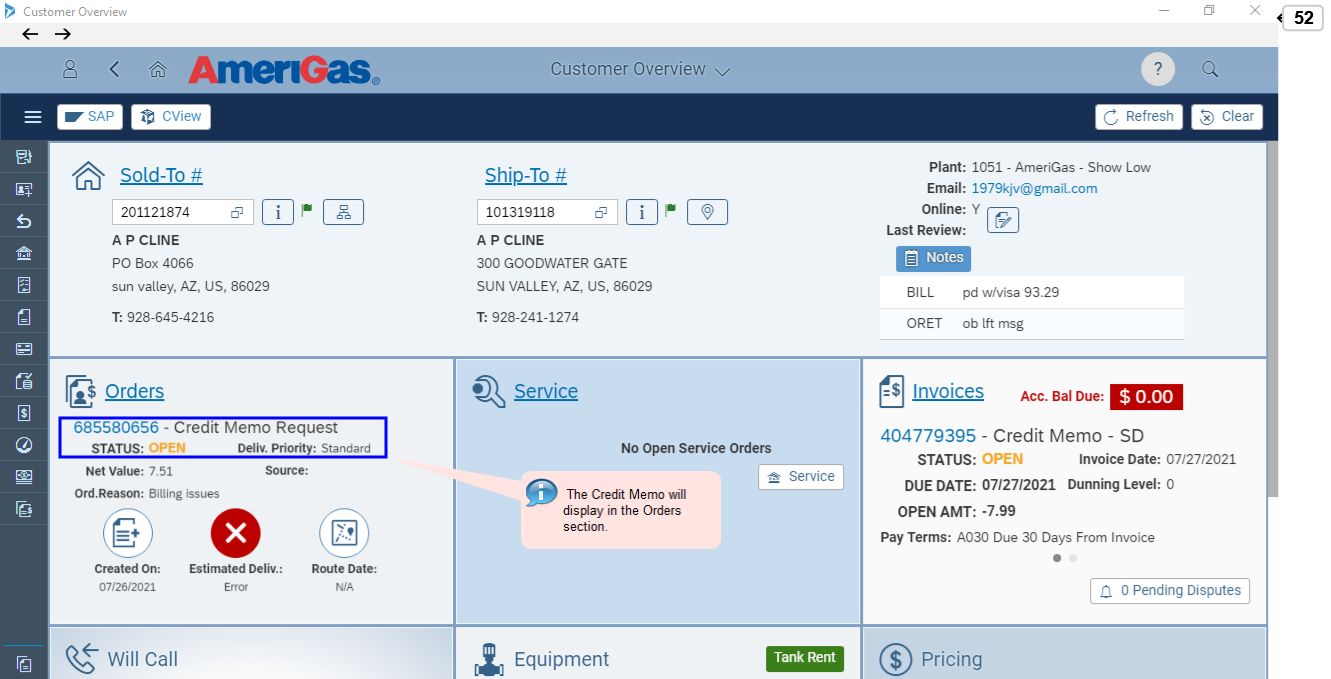 Customer Overview
52
AmeriGas®
Customer Overview
?
SAP
CView
Refresh
Clear
Sold-To #
201121874
i
A P CLINE
PO Box 4066
sun valley, AZ, US, 86029
T: 928-645-4216
Ship-To #
101319118
i
A P CLINE
300 GOODWATER GATE
SUN VALLEY, AZ, US, 86029
T: 928-241-1274
Plant: 1051 - AmeriGas - Show Low
Email: 1979kjv@gmail.com
Online: Y
Last Review:
Notes
BILL pd w/visa 93.29
ORET ob lft msg
Orders
685580656 - Credit Memo Request
STATUS: OPEN Deliv. Priority: Standard
Net Value: 7.51 Source:
Ord.Reason: Billing issues
Created On: Estimated Deliv.: Route Date:
07/26/2021 Error N/A
Service
No Open Service Orders
Service
The Credit Memo will
display in the Orders
section.
Invoices Acc. Bal Due: $ 0.00
404779395 - Credit Memo - SD
STATUS: OPEN Invoice Date: 07/27/2021
DUE DATE: 07/27/2021 Dunning Level: 0
OPEN AMT: -7.99
Pay Terms: A030 Due 30 Days From Invoice
0 Pending Disputes
Will Call
Equipment
Tank Rent
Pricing